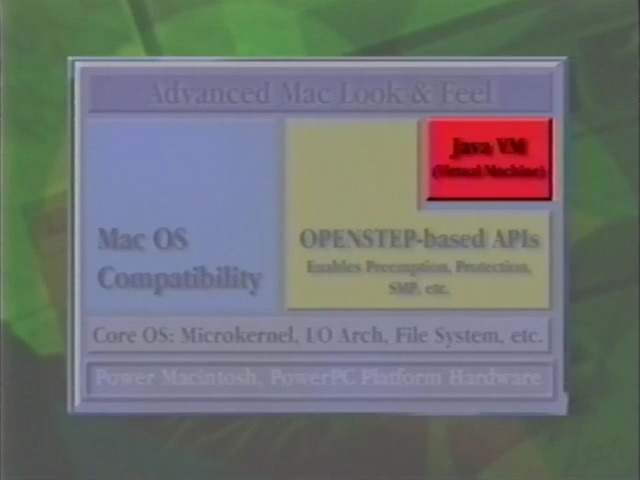 Advanced Mac Look & Feel
Java VM
(Virtual Machine)
Mac OS
Compatibility
OPENSTEP-based APIs
Enables Preemption, Protection,
SMP, etc.
Core OS: Microkernel, I/O Arch, File System, etc.
Power Macintosh, PowerPC Platform Hardware